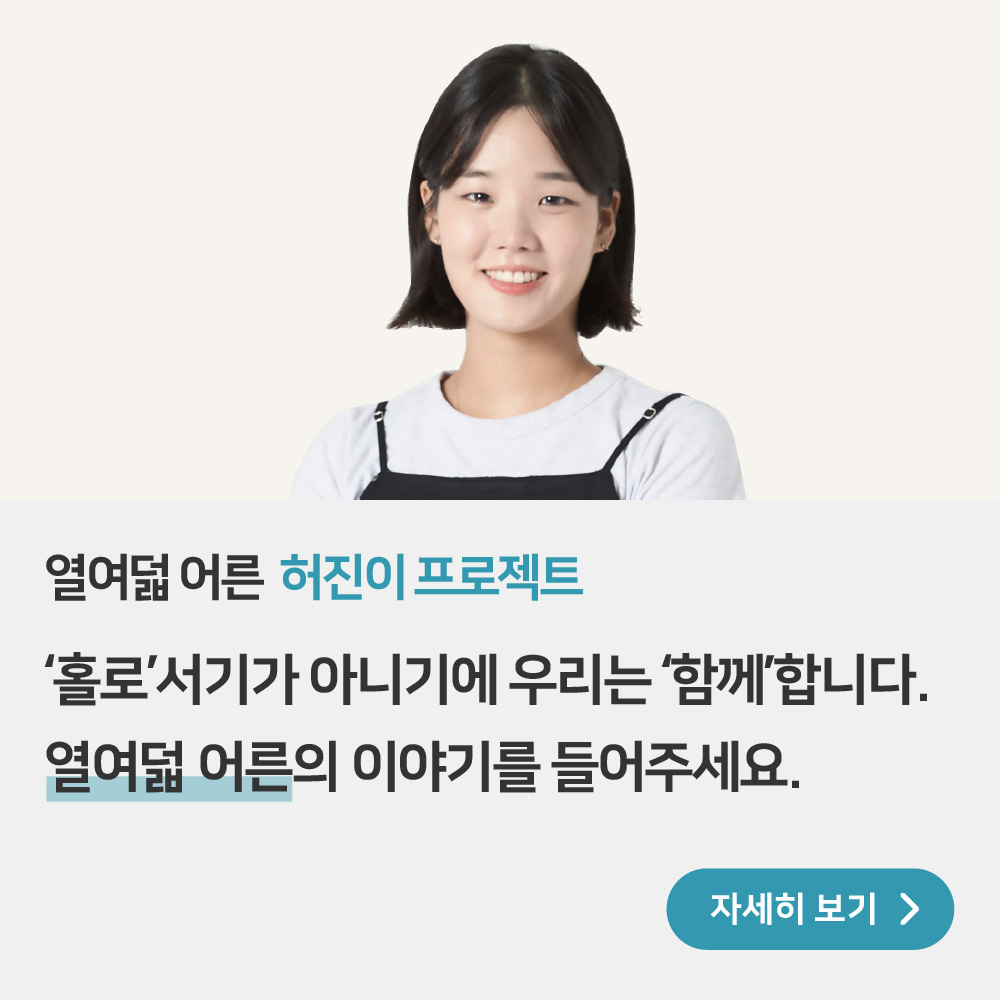 열여덟 어른 허진이 프로젝트
‘홀로’서기가 아니기에 우리는 ‘함께’합니다.
열여덟 어른의 이야기를 들어주세요.
자세히 보기